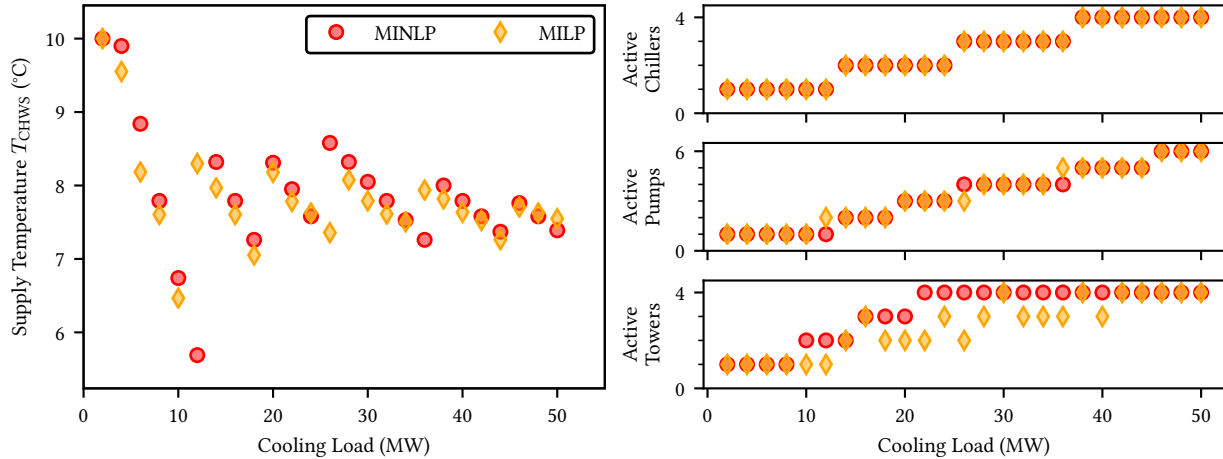 MINLP MILP
Supply Temperature T_CHWS (°C)
10
9
8
7
6
0 10 20 30 40 50
Cooling Load (MW)
Active
Chillers
4
0
Active
Pumps
6
0
Active
Towers
4
0
0 10 20 30 40 50
Cooling Load (MW)